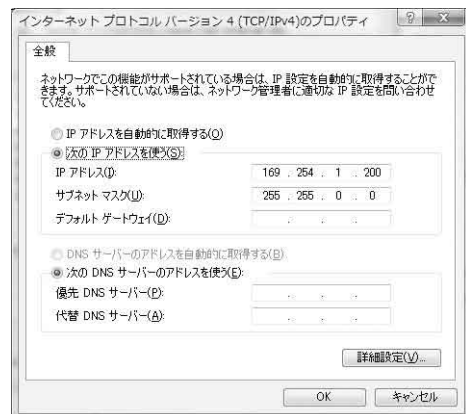 インターネット プロトコル バージョン 4 (TCP/IPv4)のプロパティ
全般
ネットワークでこの機能がサポートされている場合は、IP 設定を自動的に取得することがで
きます。サポートされていない場合は、ネットワーク管理者に適切な IP 設定を問い合わせ
てください。
IP アドレスを自動的に取得する(O)
次の IP アドレスを使う(S):
IP アドレス(I): 169 . 254 . 1 . 200
サブネット マスク(U): 255 . 255 . 0 . 0
デフォルト ゲートウェイ(D): . . .
DNS サーバーのアドレスを自動的に取得する(B)
次の DNS サーバーのアドレスを使う(E):
優先 DNS サーバー(P): . . .
代替 DNS サーバー(A): . . .
詳細設定(V)...
OK キャンセル